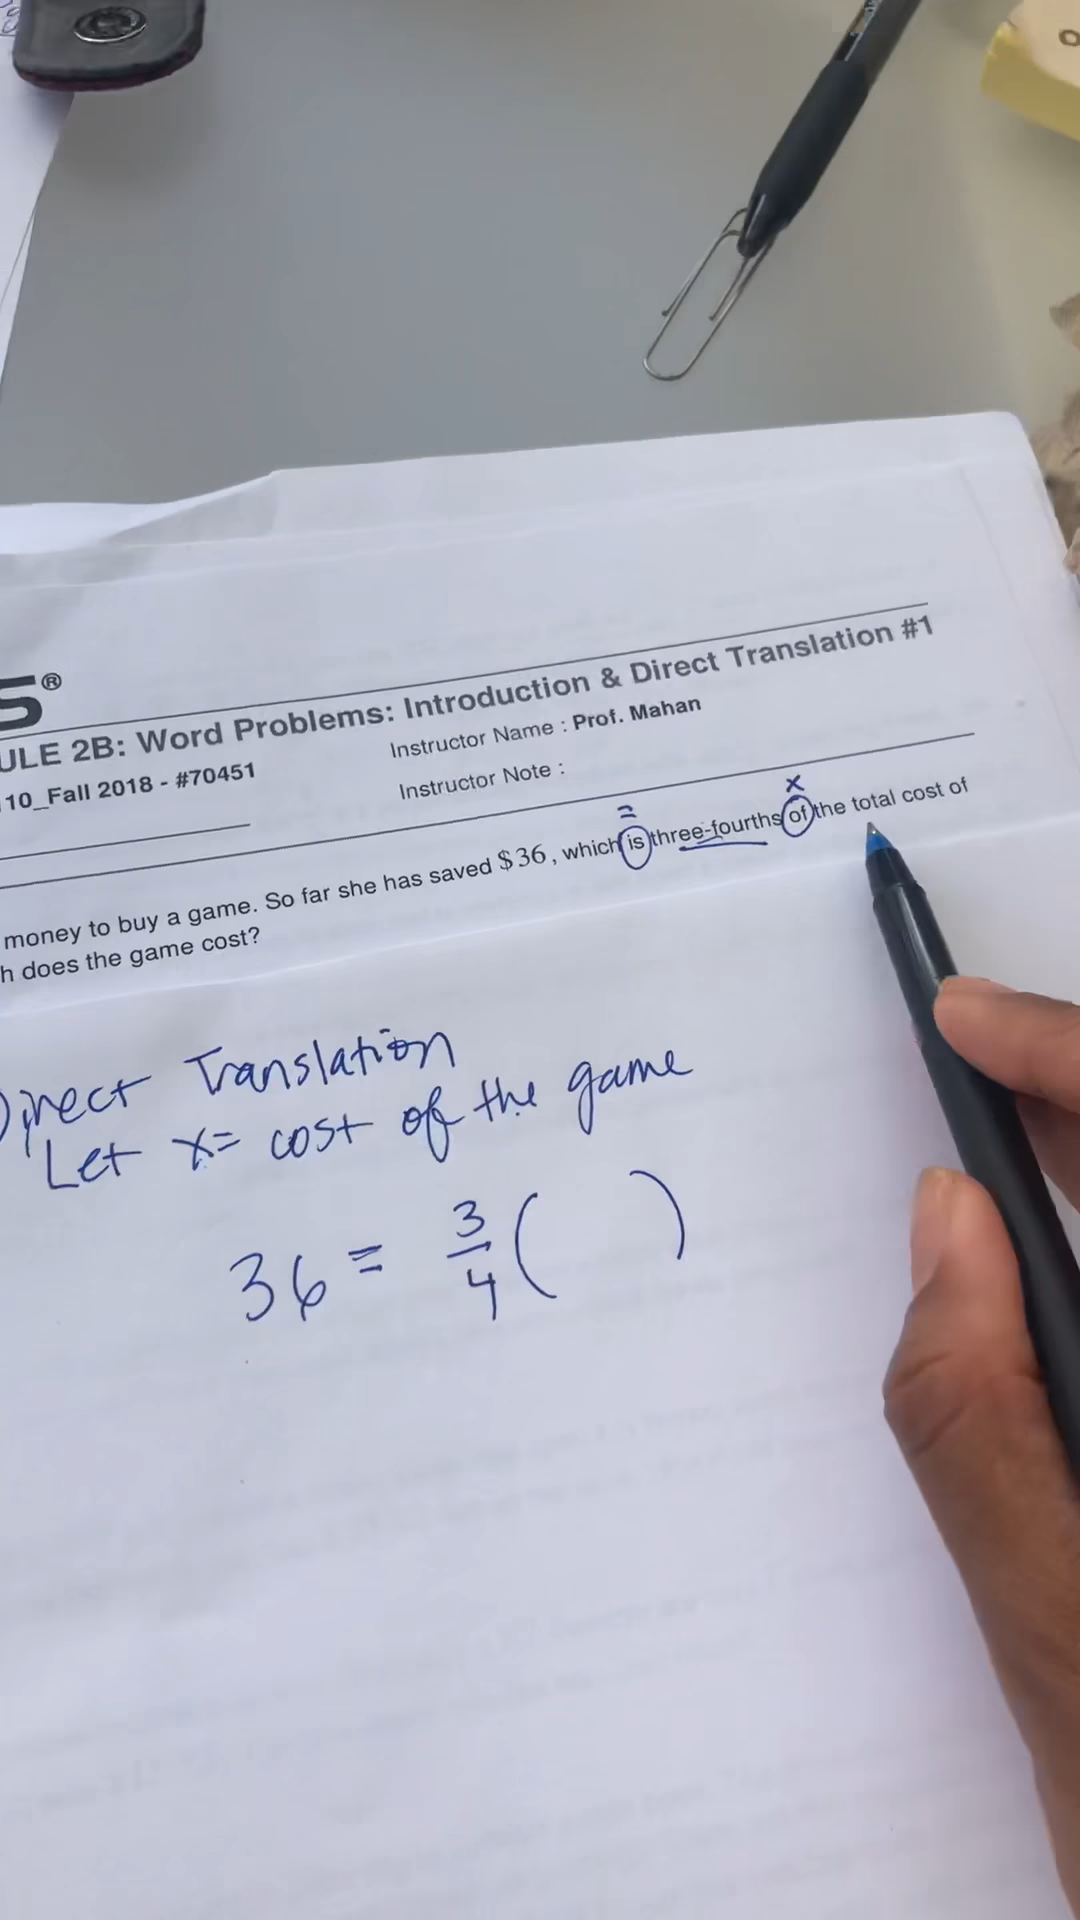 S®
ULE 2B: Word Problems: Introduction & Direct Translation #1
110_Fall 2018 - #70451
Instructor Name : Prof. Mahan
Instructor Note :
= x
money to buy a game. So far she has saved $36, which is three-fourths of the total cost of
h does the game cost?
Direct Translation
Let x= cost of the game
36 = 3/4 ( )